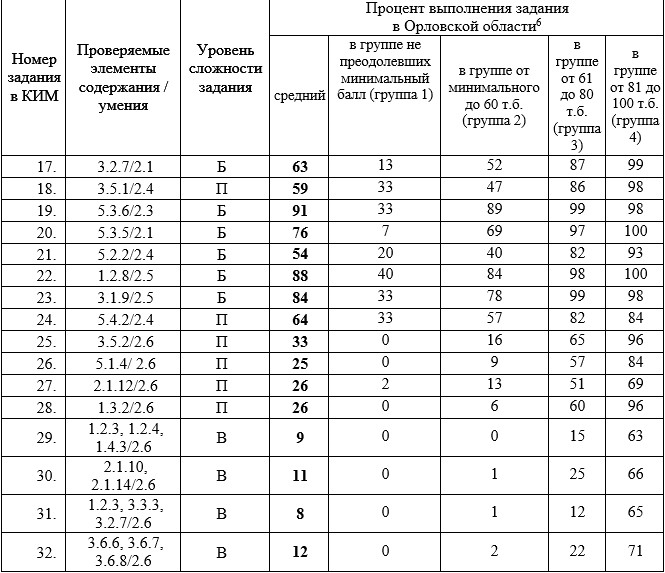 Номер задания в КИМ
Проверяемые элементы содержания / умения
Уровень сложности задания
Процент выполнения задания
в Орловской области6
средний
в группе не преодолевших минимальный балл (группа 1)
в группе от минимального до 60 т.б. (группа 2)
в группе от 61 до 80 т.б. (группа 3)
в группе от 81 до 100 т.б. (группа 4)
17. 3.2.7/2.1 Б 63 13 52 87 99
18. 3.5.1/2.4 П 59 33 47 86 98
19. 5.3.6/2.3 Б 91 33 89 99 98
20. 5.3.5/2.1 Б 76 7 69 97 100
21. 5.2.2/2.4 Б 54 20 40 82 93
22. 1.2.8/2.5 Б 88 40 84 98 100
23. 3.1.9/2.5 Б 84 33 78 99 98
24. 5.4.2/2.4 П 64 33 57 82 84
25. 3.5.2/2.6 П 33 0 16 65 96
26. 5.1.4/ 2.6 П 25 0 9 57 84
27. 2.1.12/2.6 П 26 2 13 51 69
28. 1.3.2/2.6 П 26 0 6 60 96
29. 1.2.3, 1.2.4, 1.4.3/2.6 В 9 0 0 15 63
30. 2.1.10, 2.1.14/2.6 В 11 0 1 25 66
31. 1.2.3, 3.3.3, 3.2.7/2.6 В 8 0 1 12 65
32. 3.6.6, 3.6.7, 3.6.8/2.6 В 12 0 2 22 71